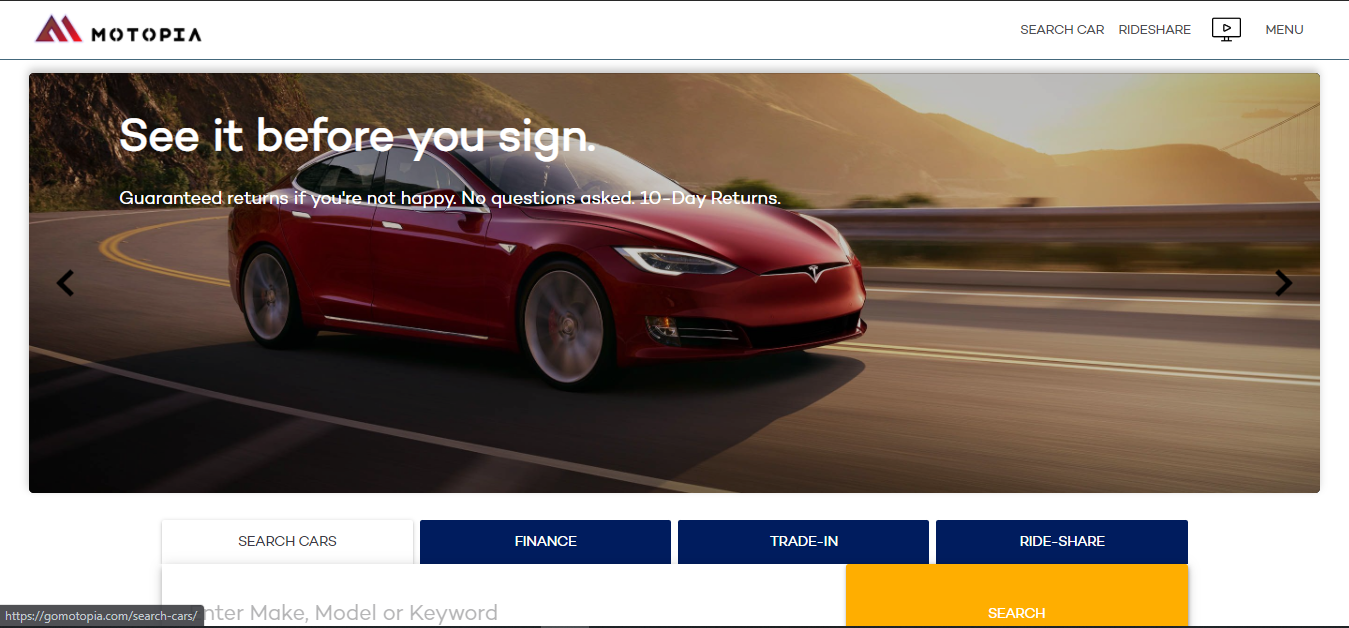 MOTOPIA
SEARCH CAR RIDESHARE MENU
See it before you sign.
Guaranteed returns if you're not happy. No questions asked. 10-Day Returns.
SEARCH CARS FINANCE TRADE-IN RIDE-SHARE
nter Make, Model or Keyword
SEARCH
https://gomotopia.com/search-cars/